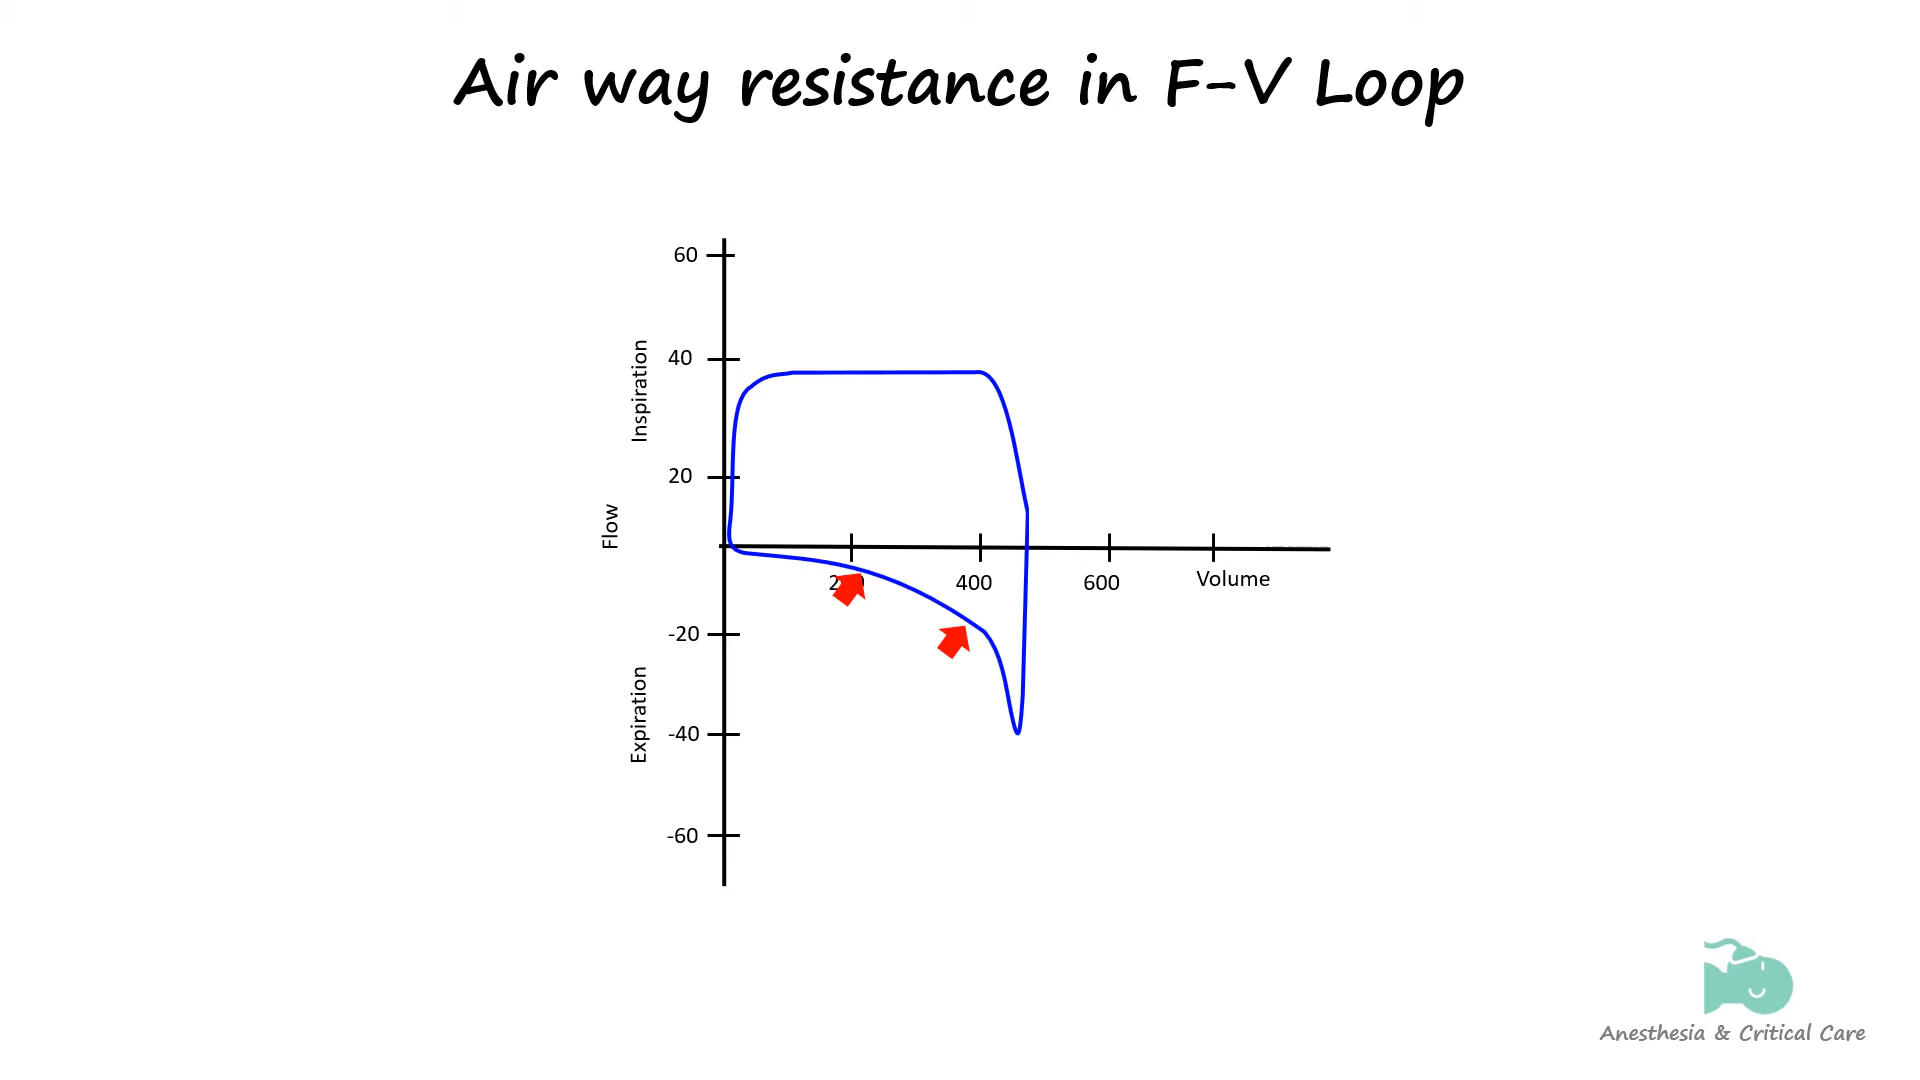 Air way resistance in F-V Loop
60
40
Inspiration
20
Flow
400
600
Volume
-20
Expiration
-40
-60
Anesthesia & Critical Care